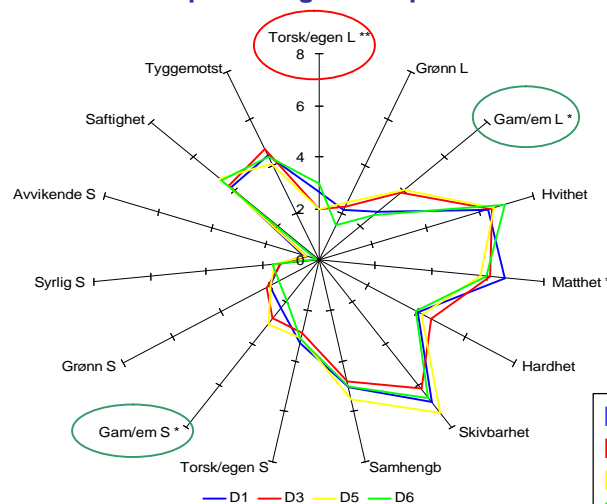 Torsk/egen L **
Tyggemotst
Grønn L
Saftighet
Gam/em L *
Avvikende S
Hvithet
Syrlig S
Matthet *
Grønn S
Hardhet
Gam/em S *
Skivbarhet
Torsk/egen S
Samhengb
8
6
4
2
0
D1 D3 D5 D6